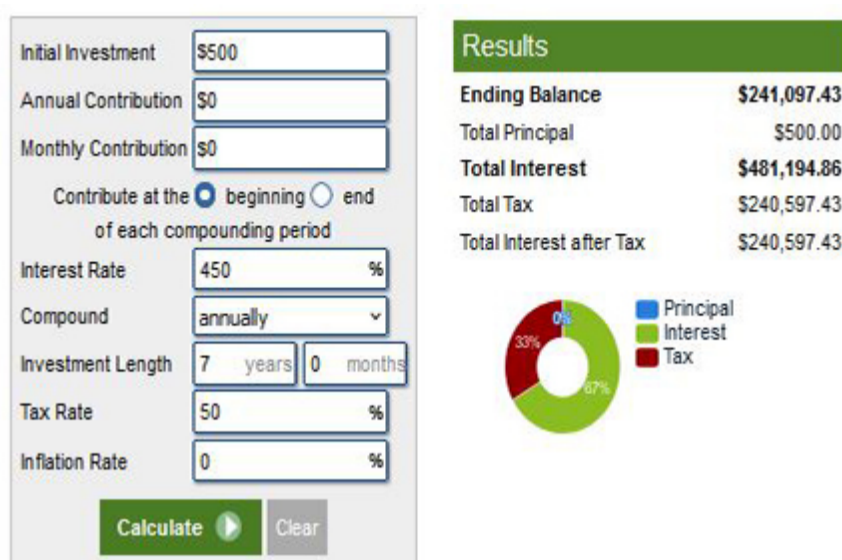 Initial Investment $500
Annual Contribution $0
Monthly Contribution $0
Contribute at the beginning end
of each compounding period
Interest Rate 450 %
Compound annually
Investment Length 7 years 0 months
Tax Rate 50 %
Inflation Rate 0 %
Calculate Clear
Results
Ending Balance $241,097.43
Total Principal $500.00
Total Interest $481,194.86
Total Tax $240,597.43
Total Interest after Tax $240,597.43
0%
33%
67%
Principal
Interest
Tax